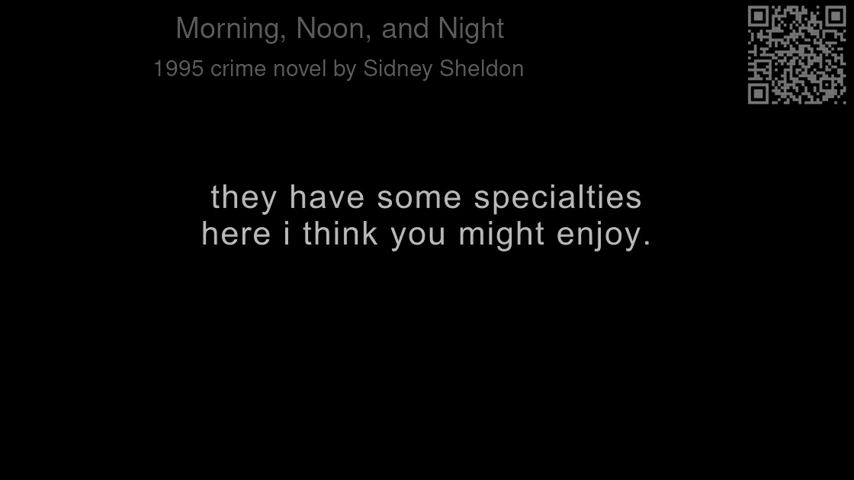 Morning, Noon, and Night
1995 crime novel by Sidney Sheldon
they have some specialties
here i think you might enjoy.